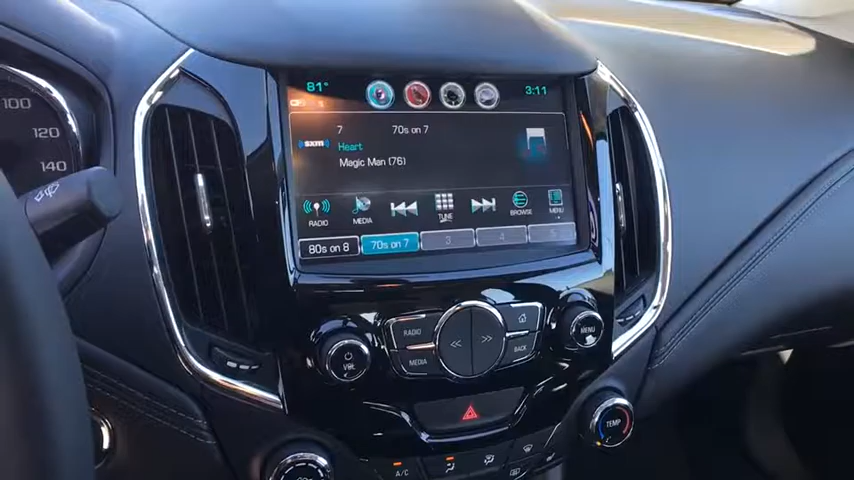 100
120
140
81°
3:11
sxm
7
70s on 7
Heart
Magic Man (76)
RADIO
MEDIA
TUNE
BROWSE
MENU
80s on 8
70s on 7
3
4
5
RADIO
MEDIA
BACK
VOL
MENU
TEMP
A/C